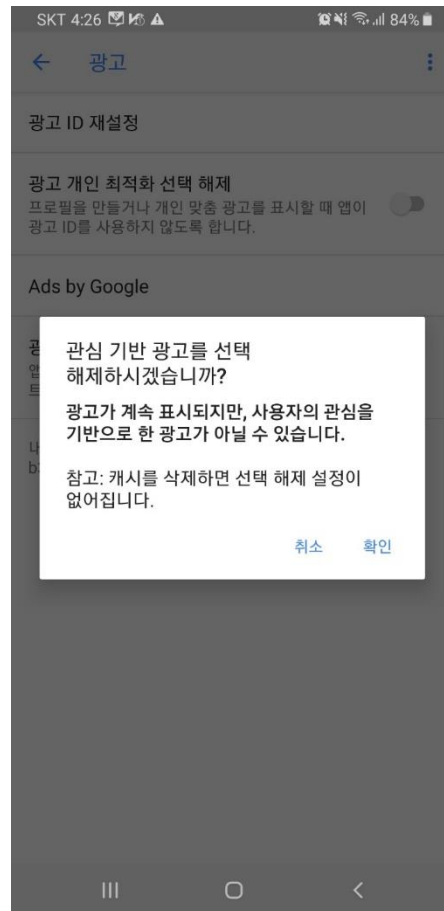 SKT 4:26
84%
광고
광고 ID 재설정
광고 개인 최적화 선택 해제
프로필을 만들거나 개인 맞춤 광고를 표시할 때 앱이
광고 ID를 사용하지 않도록 합니다.
Ads by Google
관심 기반 광고를 선택
해제하시겠습니까?
광고가 계속 표시되지만, 사용자의 관심을
기반으로 한 광고가 아닐 수 있습니다.
참고: 캐시를 삭제하면 선택 해제 설정이
없어집니다.
취소 확인